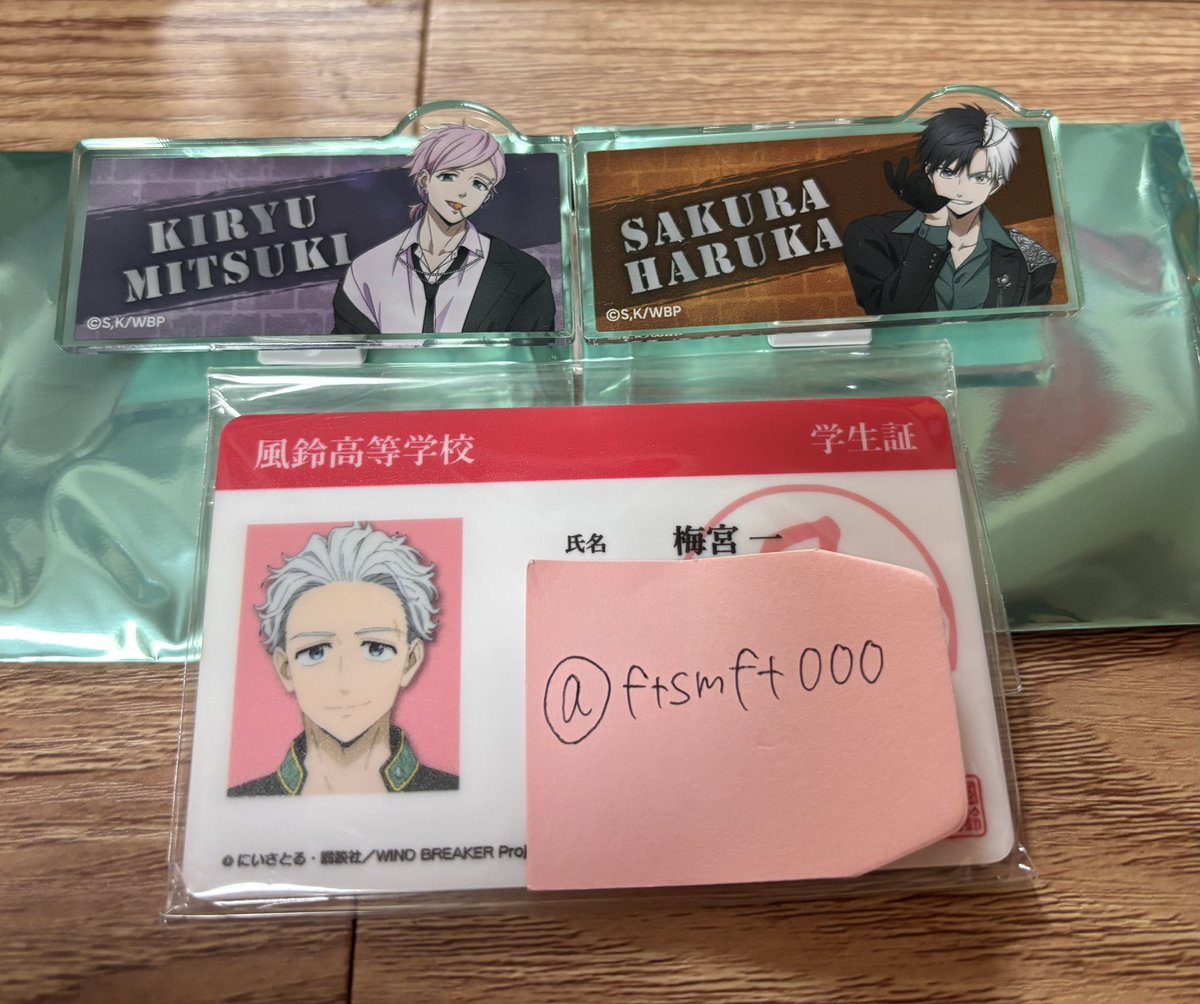 KIRYU
MITSUKI
©S,K/WBP
SAKURA
HARUKA
©S,K/WBP
風鈴高等学校
学生証
氏名
梅宮 一
@ftsmft000
©にいさとる・講談社／WIND BREAKER Proj